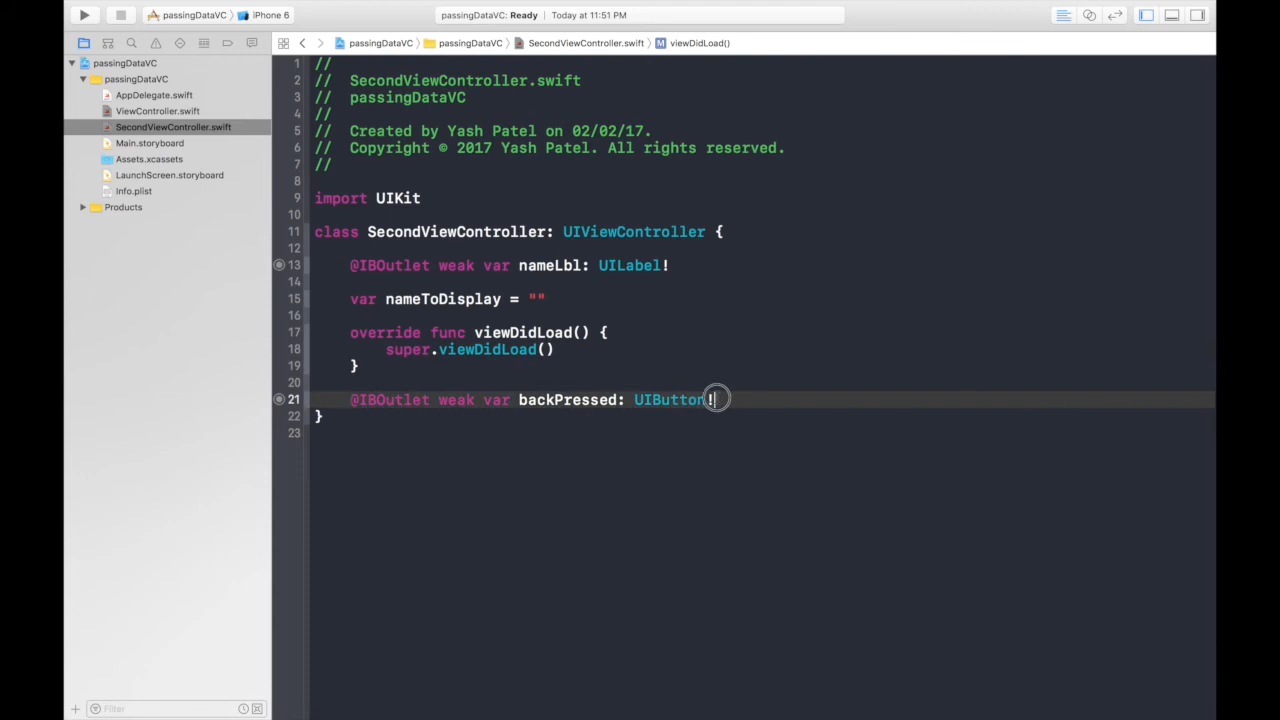 passingDataVC 〉 iPhone 6
passingDataVC: Ready | Today at 11:51 PM
passingDataVC 〉 passingDataVC 〉 SecondViewController.swift 〉 M viewDidLoad()
passingDataVC
passingDataVC
AppDelegate.swift
ViewController.swift
SecondViewController.swift
Main.storyboard
Assets.xcassets
LaunchScreen.storyboard
Info.plist
Products
Filter
1 //
2 // SecondViewController.swift
3 // passingDataVC
4 //
5 // Created by Yash Patel on 02/02/17.
6 // Copyright © 2017 Yash Patel. All rights reserved.
7 //
8
9 import UIKit
10
11 class SecondViewController: UIViewController {
12
13 @IBOutlet weak var nameLbl: UILabel!
14
15 var nameToDisplay = ""
16
17 override func viewDidLoad() {
18 super.viewDidLoad()
19 }
20
21 @IBOutlet weak var backPressed: UIButton!
22 }
23